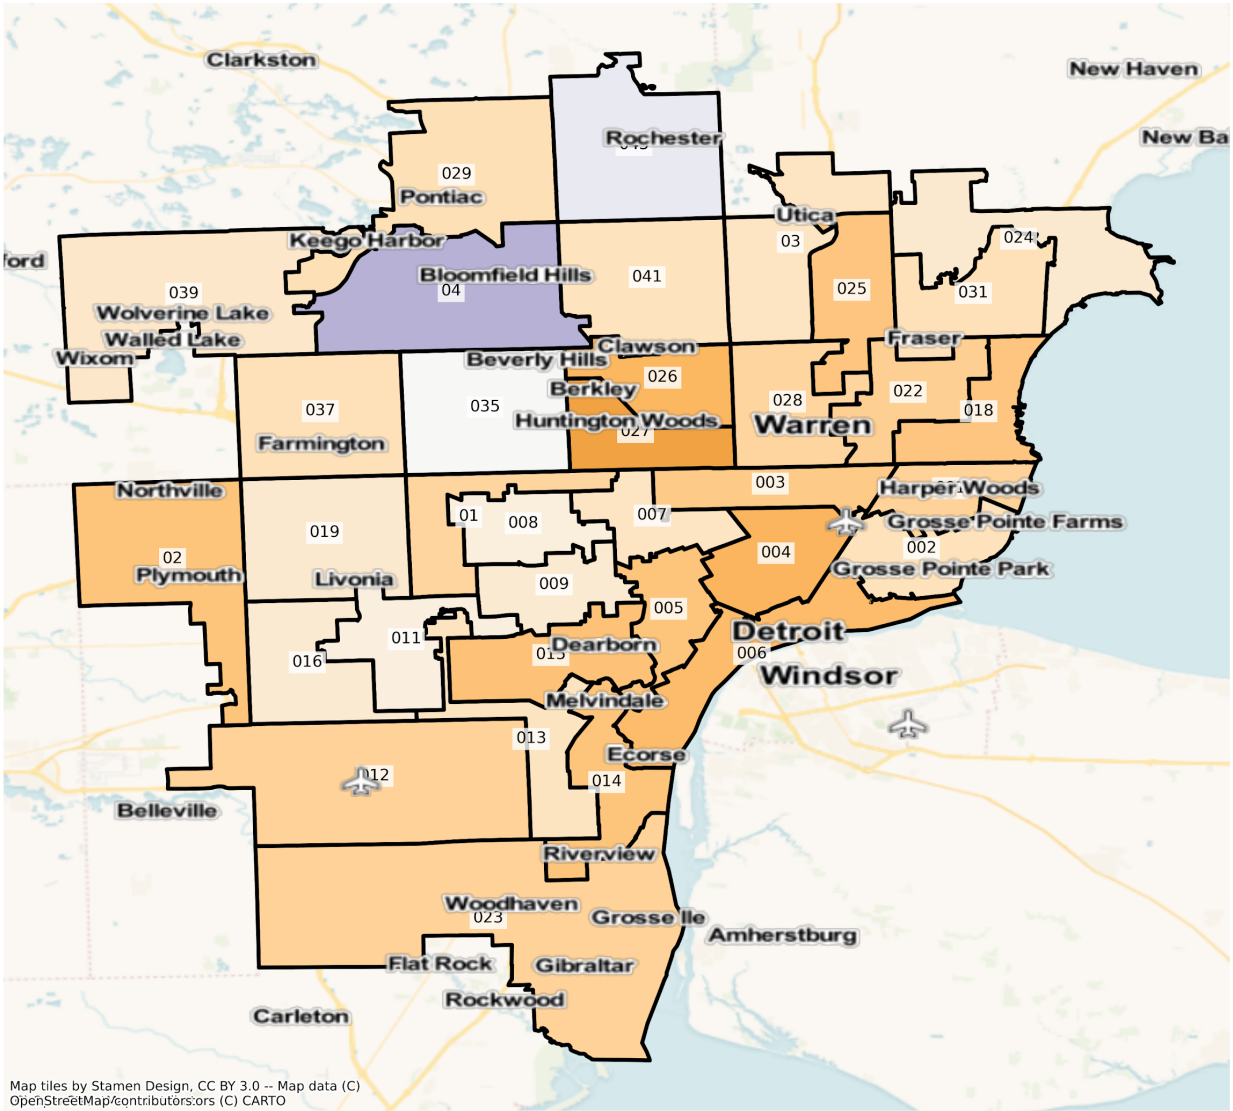 Clarkston
New Haven
Rochester
New Ba
029
Pontiac
Utica
Keego Harbor
03
024
ford
Bloomfield Hills
041
04
025
031
039
Wolverine Lake
Walled Lake
Wixom
Clawson
Fraser
Beverly Hills
026
Berkley
037
035
028
022
018
Huntington Woods
027
Warren
Farmington
Northville
003
Harper Woods
01
008
007
Grosse Pointe Farms
019
02
004
002
Plymouth
Livonia
009
Grosse Pointe Park
005
011
Dearborn
Detroit
016
006
Windsor
Melvindale
013
Ecorse
012
014
Belleville
Riverview
Woodhaven
023
Grosse Ile
Amherstburg
Flat Rock
Gibraltar
Rockwood
Carleton
Map tiles by Stamen Design, CC BY 3.0 -- Map data (C)
OpenStreetMap contributors
(C) CARTO